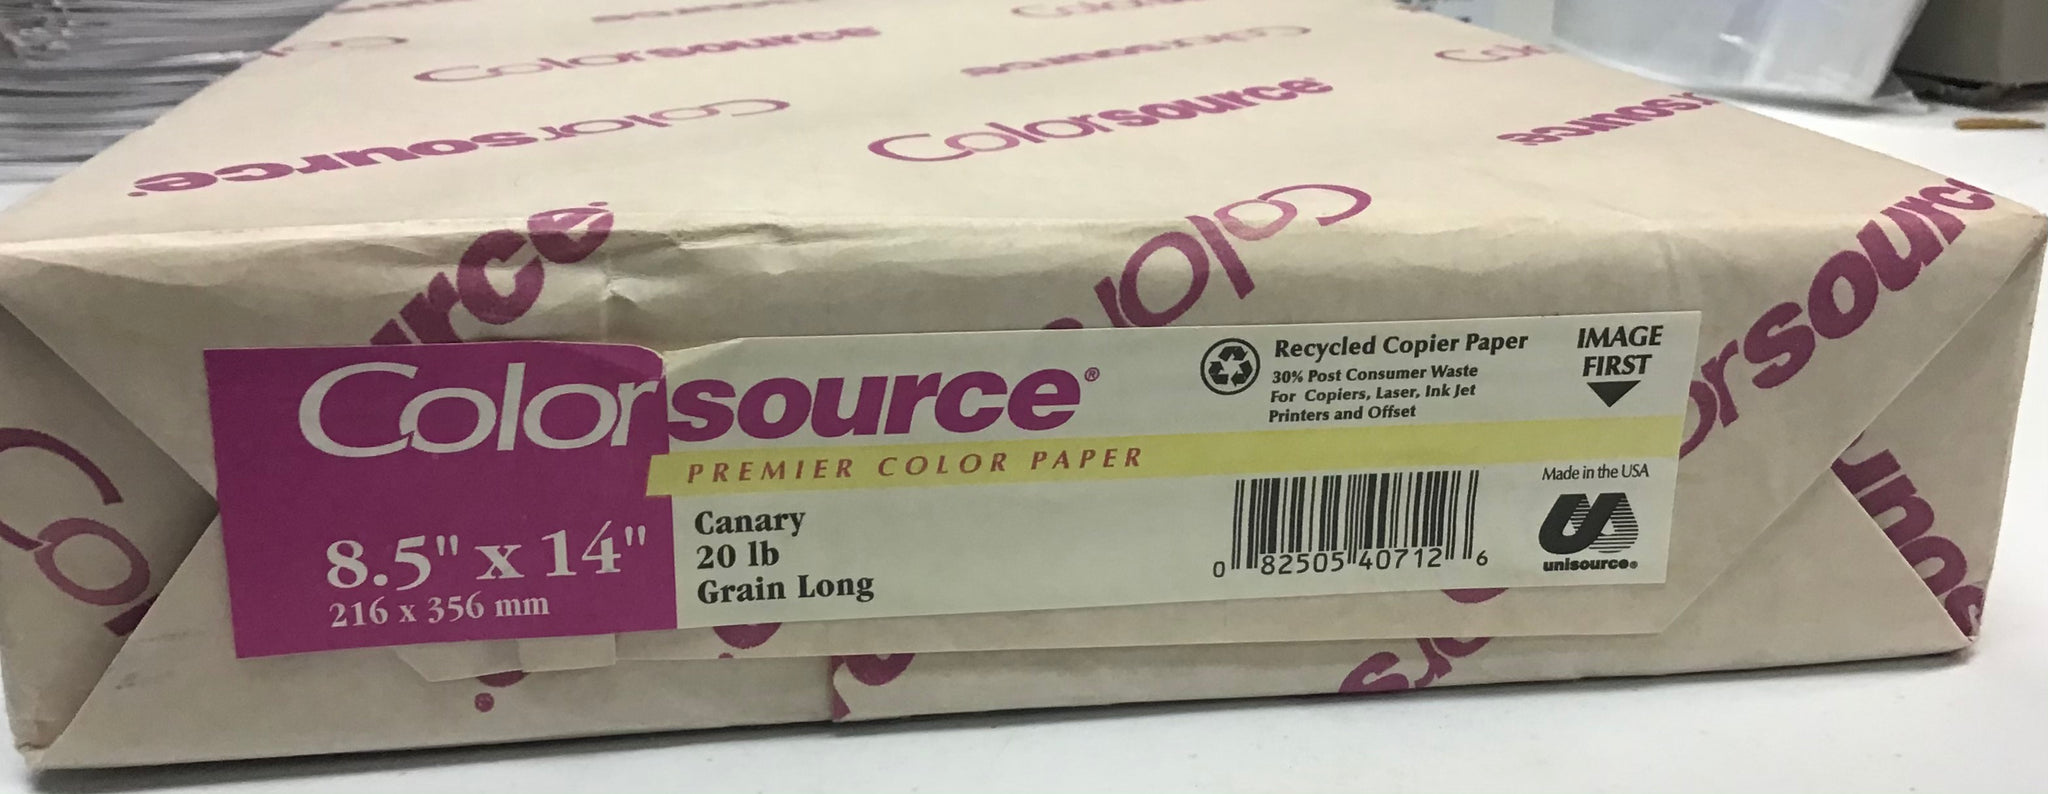 Colorsource
Colorsource
Colorsource
Colorsource
source
Colorsource®
PREMIER COLOR PAPER
8.5" x 14"
216 x 356 mm
Canary
20 lb
Grain Long
Recycled Copier Paper
30% Post Consumer Waste
For Copiers, Laser, Ink Jet
Printers and Offset
IMAGE
FIRST
Made in the USA
unisource®
0 82505 40712 6